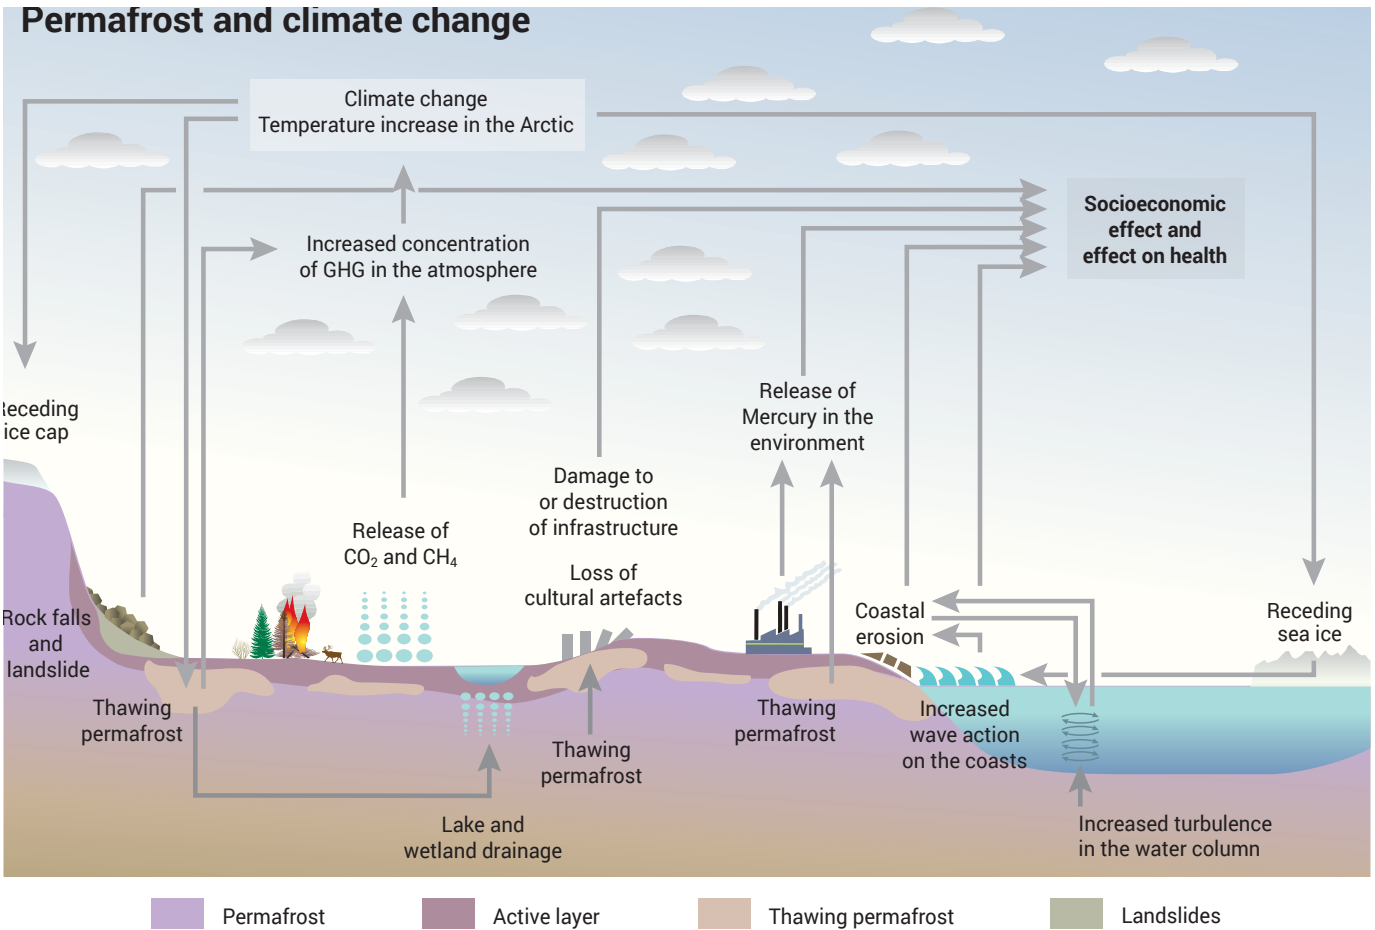 Permafrost and climate change
Climate change
Temperature increase in the Arctic
Socioeconomic
effect and
effect on health
Increased concentration
of GHG in the atmosphere
Receding
ice cap
Release of
Mercury in the
environment
Damage to
or destruction
of infrastructure
Release of
CO₂ and CH₄
Loss of
cultural artefacts
Rock falls
and
landslide
Coastal
erosion
Receding
sea ice
Thawing
permafrost
Thawing
permafrost
Thawing
permafrost
Increased
wave action
on the coasts
Lake and
wetland drainage
Increased turbulence
in the water column
Permafrost
Active layer
Thawing permafrost
Landslides